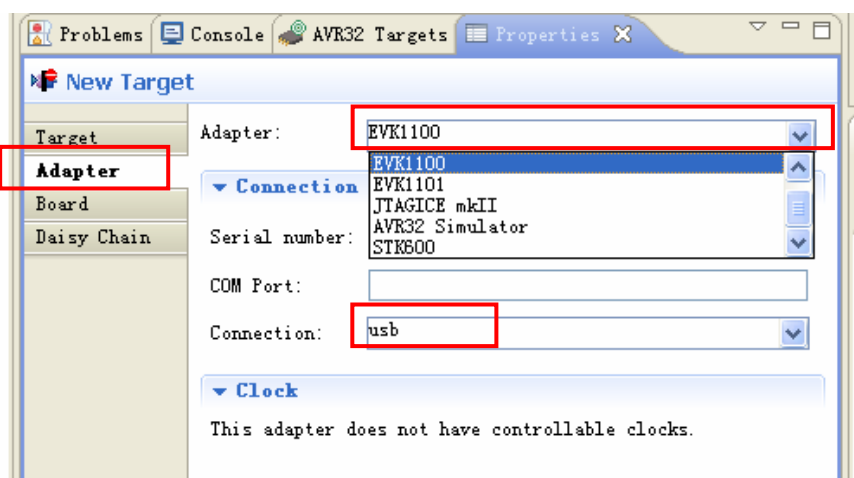 Problems Console AVR32 Targets Properties
New Target
Target
Adapter
Board
Daisy Chain
Adapter: EVK1100
EVK1100
EVK1101
JTAGICE mkII
AVR32 Simulator
STK600
Connection
Serial number:
COM Port:
Connection: usb
Clock
This adapter does not have controllable clocks.